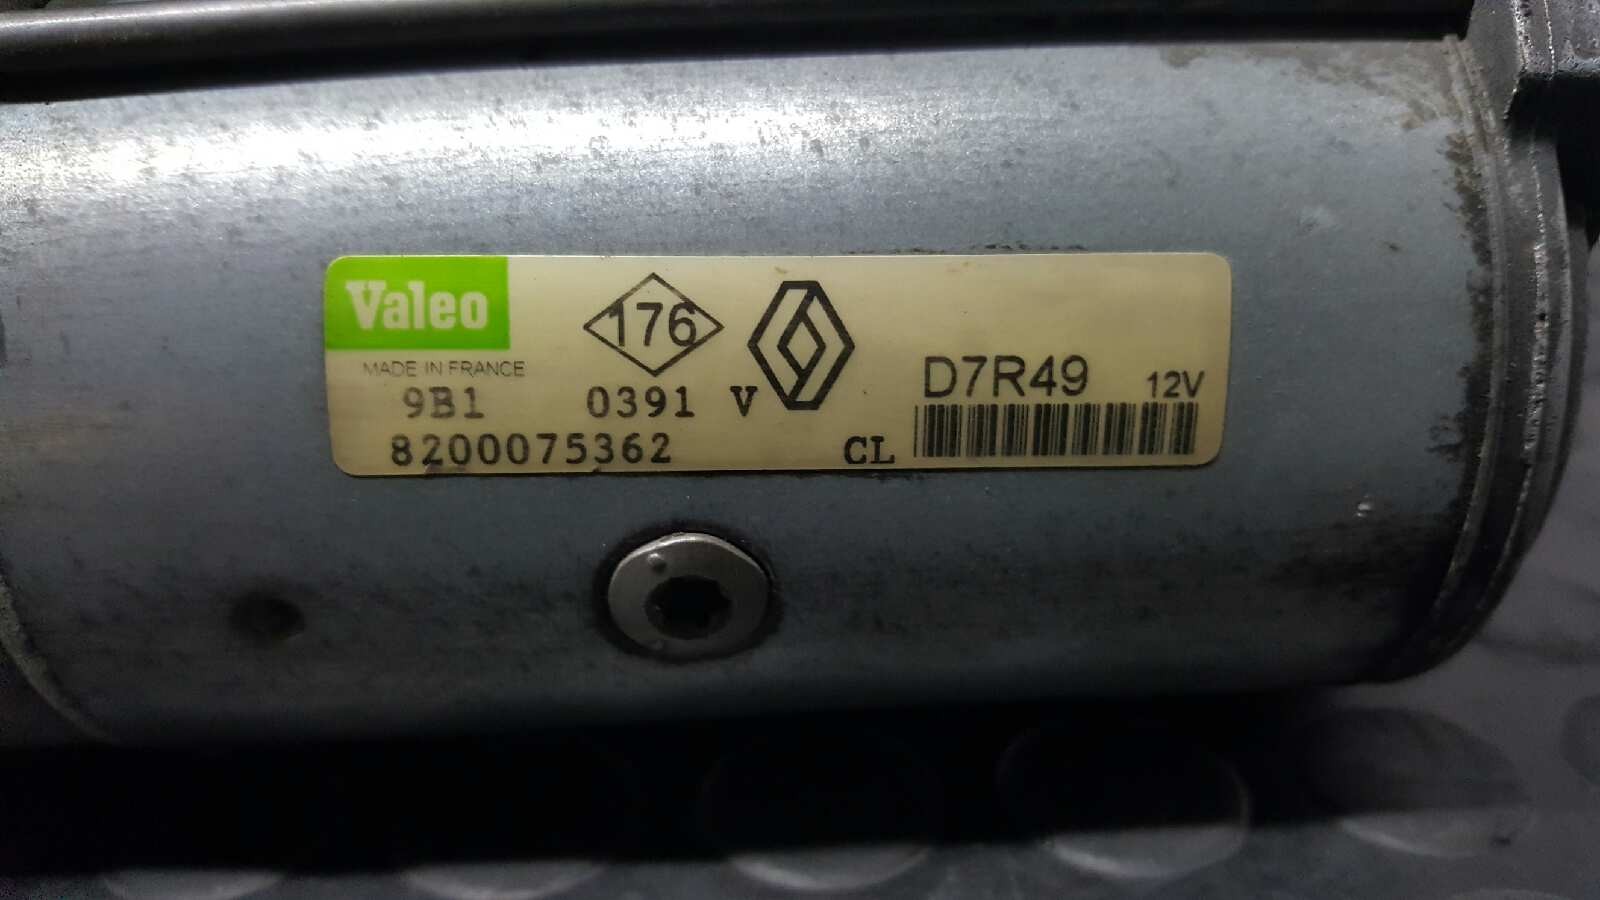 Valeo
176
MADE IN FRANCE
D7R49 12V
9B1 0391 V
8200075362 CL